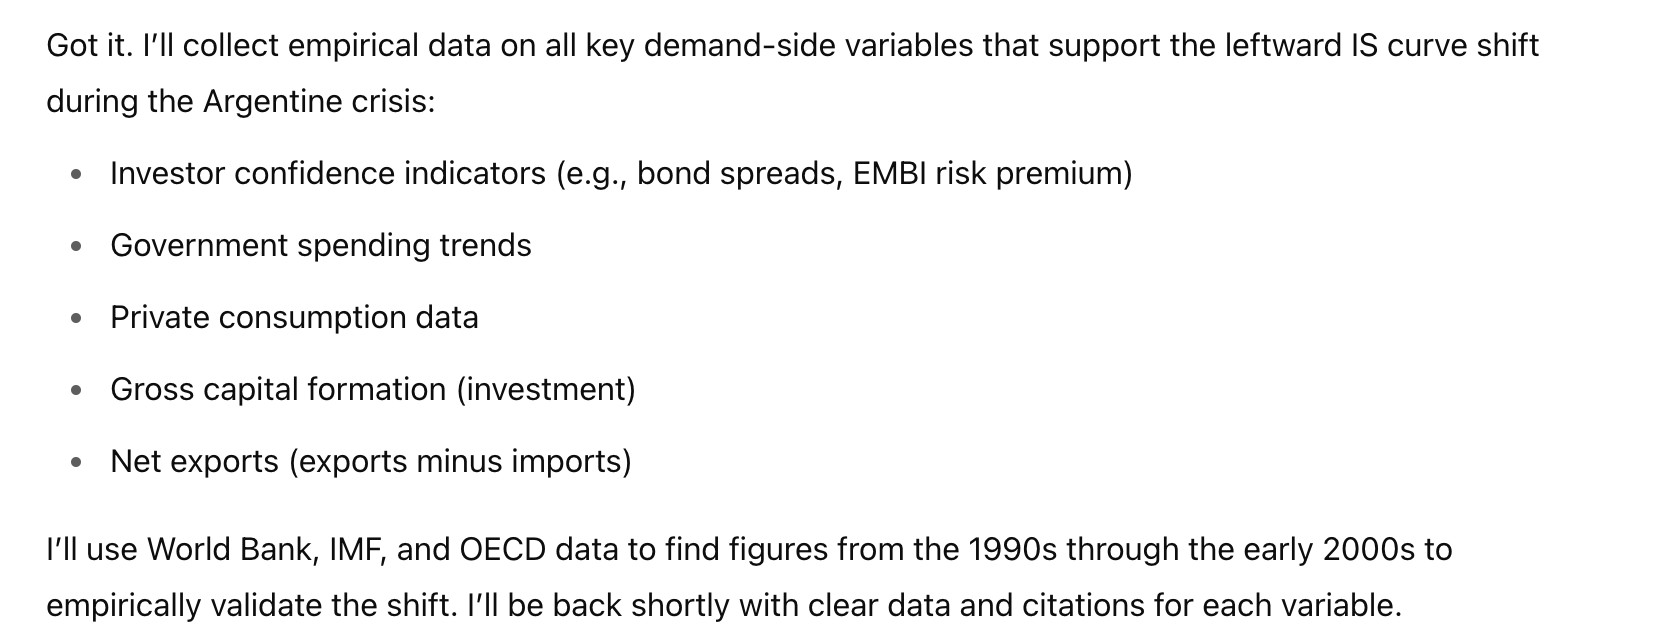 Got it. I’ll collect empirical data on all key demand-side variables that support the leftward IS curve shift
during the Argentine crisis:
• Investor confidence indicators (e.g., bond spreads, EMBI risk premium)
• Government spending trends
• Private consumption data
• Gross capital formation (investment)
• Net exports (exports minus imports)
I’ll use World Bank, IMF, and OECD data to find figures from the 1990s through the early 2000s to
empirically validate the shift. I’ll be back shortly with clear data and citations for each variable.